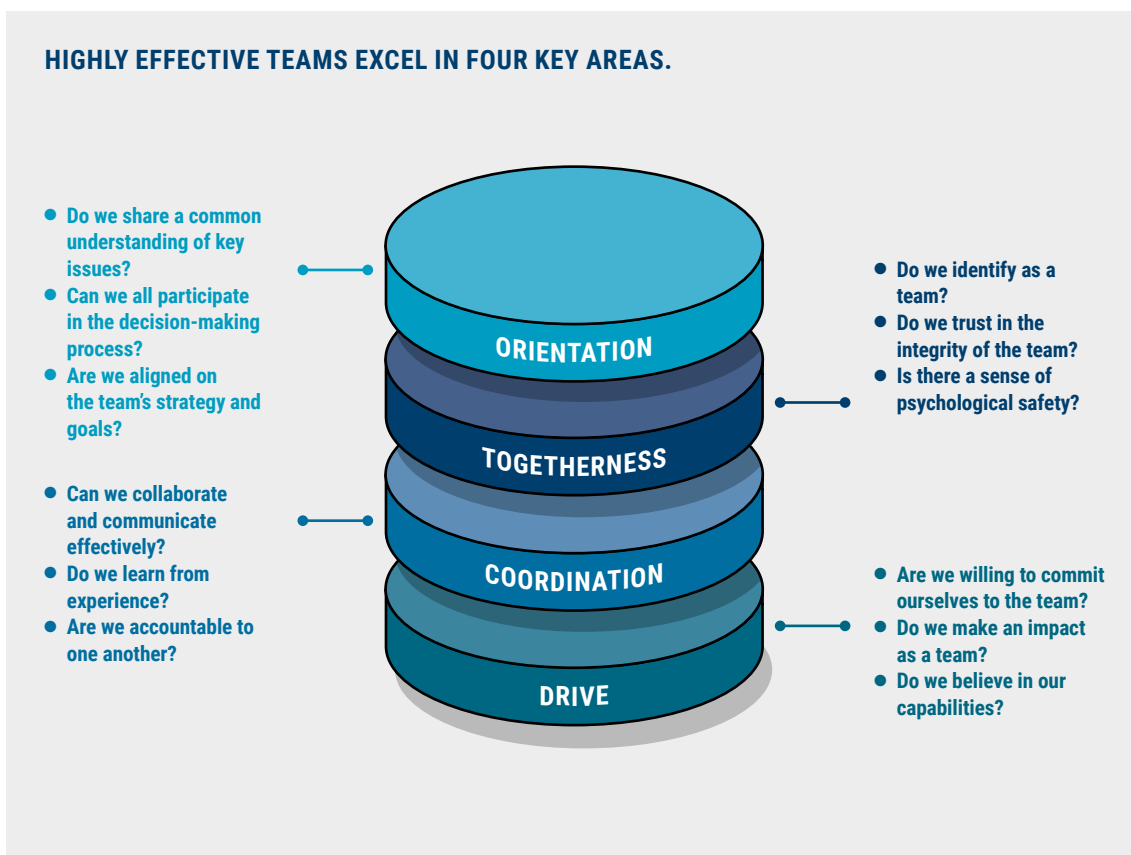 HIGHLY EFFECTIVE TEAMS EXCEL IN FOUR KEY AREAS.
Do we share a common
understanding of key
issues?
Can we all participate
in the decision-making
process?
Are we aligned on
the team's strategy and
goals?
ORIENTATION
Do we identify as a
team?
Do we trust in the
integrity of the team?
Is there a sense of
psychological safety?
TOGETHERNESS
Can we collaborate
and communicate
effectively?
Do we learn from
experience?
Are we accountable to
one another?
COORDINATION
Are we willing to commit
ourselves to the team?
Do we make an impact
as a team?
Do we believe in our
capabilities?
DRIVE